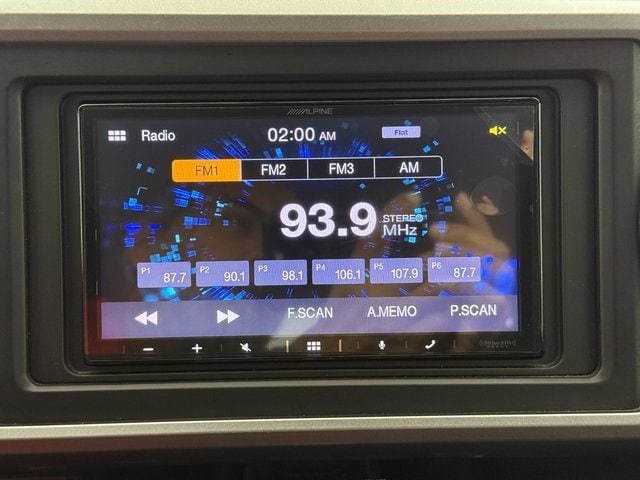 ALPINE
Radio 02:00 AM Flat
FM1 FM2 FM3 AM
93.9 STEREO MHz
P1 87.7 P2 90.1 P3 98.1 P4 106.1 P5 107.9 P6 87.7
F.SCAN A.MEMO P.SCAN
- +